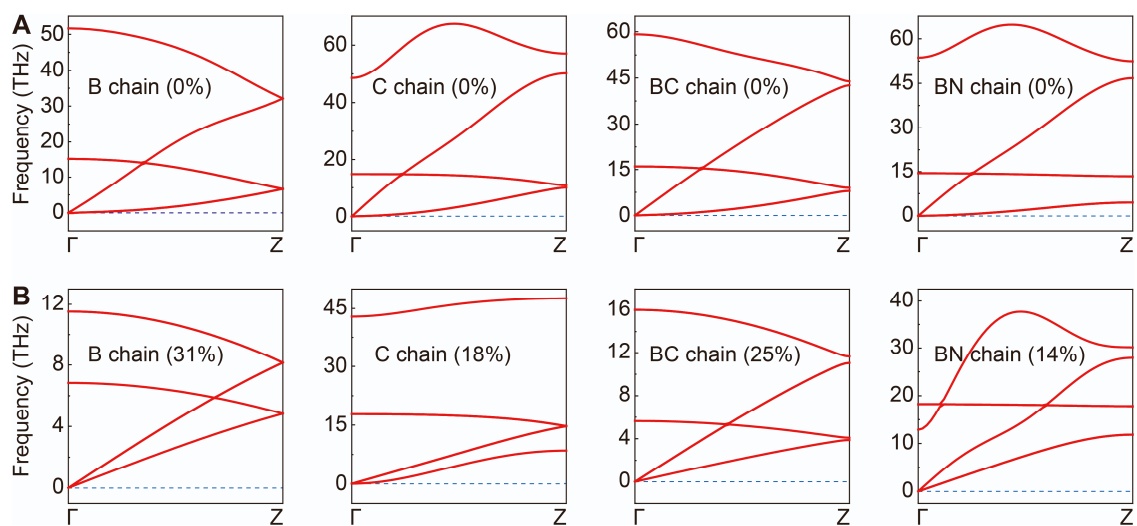 A
Frequency (THz)
50
40
30
20
10
0
B chain (0%)
Γ
Z
60
40
20
0
C chain (0%)
Γ
Z
60
45
30
15
0
BC chain (0%)
Γ
Z
60
45
30
15
0
BN chain (0%)
Γ
Z
B
Frequency (THz)
12
8
4
0
B chain (31%)
Γ
Z
45
30
15
0
C chain (18%)
Γ
Z
16
12
8
4
0
BC chain (25%)
Γ
Z
40
30
20
10
0
BN chain (14%)
Γ
Z